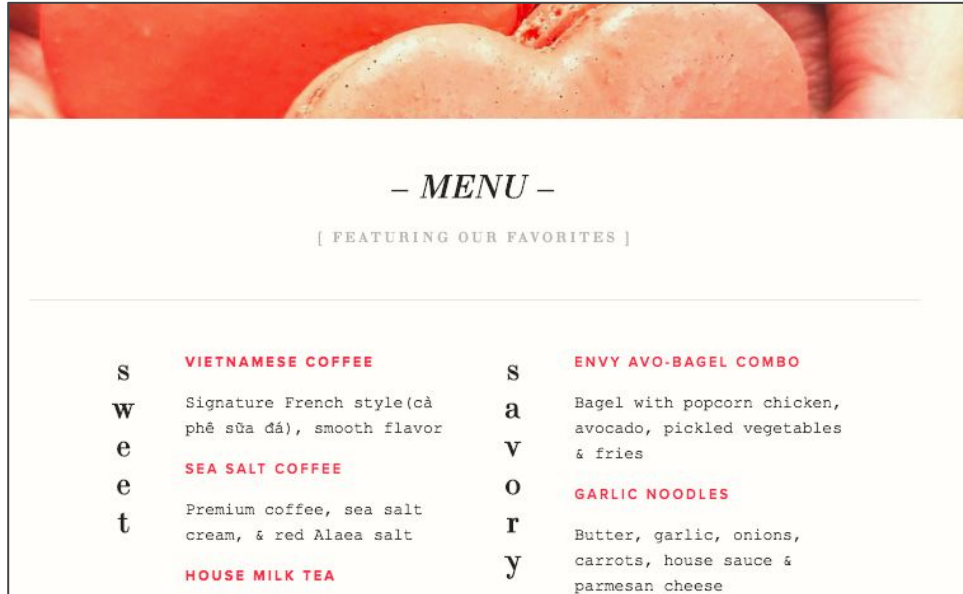 – MENU –
[ FEATURING OUR FAVORITES ]
sweet
VIETNAMESE COFFEE
Signature French style(cà
phê sữa đá), smooth flavor
SEA SALT COFFEE
Premium coffee, sea salt
cream, & red Alaea salt
HOUSE MILK TEA
savory
ENVY AVO-BAGEL COMBO
Bagel with popcorn chicken,
avocado, pickled vegetables
& fries
GARLIC NOODLES
Butter, garlic, onions,
carrots, house sauce &
parmesan cheese